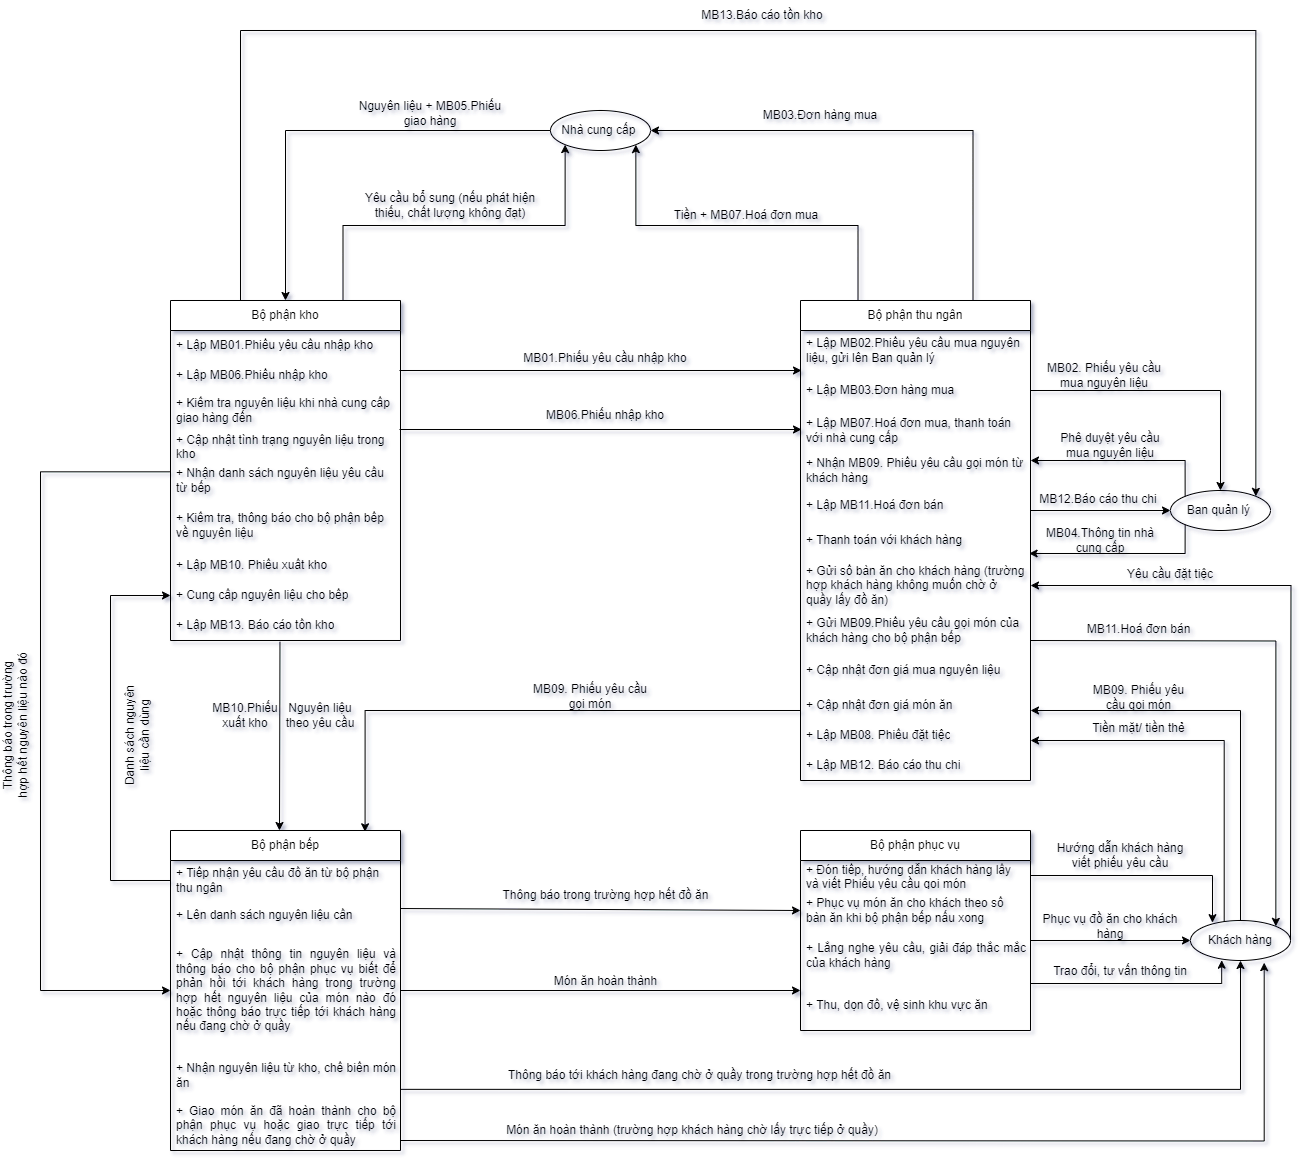 MB13.Báo cáo tồn kho
Nguyên liệu + MB05.Phiếu
giao hàng
Nhà cung cấp
MB03.Đơn hàng mua
Yêu cầu bổ sung (nếu phát hiện
thiếu, chất lượng không đạt)
Tiền + MB07.Hoá đơn mua
Bộ phận kho
+ Lập MB01.Phiếu yêu cầu nhập kho
+ Lập MB06.Phiếu nhập kho
+ Kiểm tra nguyên liệu khi nhà cung cấp
giao hàng đến
+ Cập nhật tình trạng nguyên liệu trong
kho
+ Nhận danh sách nguyên liệu yêu cầu
từ bếp
+ Kiểm tra, thông báo cho bộ phận bếp
về nguyên liệu
+ Lập MB10. Phiếu xuất kho
+ Cung cấp nguyên liệu cho bếp
+ Lập MB13. Báo cáo tồn kho
MB01.Phiếu yêu cầu nhập kho
MB06.Phiếu nhập kho
Bộ phận thu ngân
+ Lập MB02.Phiếu yêu cầu mua nguyên
liệu, gửi lên Ban quản lý
+ Lập MB03.Đơn hàng mua
+ Lập MB07.Hoá đơn mua, thanh toán
với nhà cung cấp
+ Nhận MB09. Phiếu yêu cầu gọi món từ
khách hàng
+ Lập MB11.Hoá đơn bán
+ Thanh toán với khách hàng
+ Gửi số bàn ăn cho khách hàng (trường
hợp khách hàng không muốn chờ ở
quầy lấy đồ ăn)
+ Gửi MB09.Phiếu yêu cầu gọi món của
khách hàng cho bộ phận bếp
+ Cập nhật đơn giá mua nguyên liệu
+ Cập nhật đơn giá món ăn
+ Lập MB08. Phiếu đặt tiệc
+ Lập MB12. Báo cáo thu chi
MB02. Phiếu yêu cầu
mua nguyên liệu
Phê duyệt yêu cầu
mua nguyên liệu
MB12.Báo cáo thu chi
Ban quản lý
MB04.Thông tin nhà
cung cấp
Yêu cầu đặt tiệc
MB11.Hoá đơn bán
MB09. Phiếu yêu
cầu gọi món
Tiền mặt/ tiền thẻ
Thông báo trong trường
hợp hết nguyên liệu nào đó
Danh sách nguyên
liệu cần dùng
MB10.Phiếu
xuất kho
Nguyên liệu
theo yêu cầu
MB09. Phiếu yêu cầu
gọi món
Bộ phận bếp
+ Tiếp nhận yêu cầu đồ ăn từ bộ phận
thu ngân
+ Lên danh sách nguyên liệu cần
+ Cập nhật thông tin nguyên liệu và
thông báo cho bộ phận phục vụ biết để
phản hồi tới khách hàng trong trường
hợp hết nguyên liệu của món nào đó
hoặc thông báo trực tiếp tới khách hàng
nếu đang chờ ở quầy
+ Nhận nguyên liệu từ kho, chế biến món
ăn
+ Giao món ăn đã hoàn thành cho bộ
phận phục vụ hoặc giao trực tiếp tới
khách hàng nếu đang chờ ở quầy
Thông báo trong trường hợp hết đồ ăn
Món ăn hoàn thành
Bộ phận phục vụ
+ Đón tiếp, hướng dẫn khách hàng lấy
và viết Phiếu yêu cầu gọi món
+ Phục vụ món ăn cho khách theo số
bàn ăn khi bộ phận bếp nấu xong
+ Lắng nghe yêu cầu, giải đáp thắc mắc
của khách hàng
+ Thu, dọn đồ, vệ sinh khu vực ăn
Hướng dẫn khách hàng
viết phiếu yêu cầu
Phục vụ đồ ăn cho khách
hàng
Khách hàng
Trao đổi, tư vấn thông tin
Thông báo tới khách hàng đang chờ ở quầy trong trường hợp hết đồ ăn
Món ăn hoàn thành (trường hợp khách hàng chờ lấy trực tiếp ở quầy)